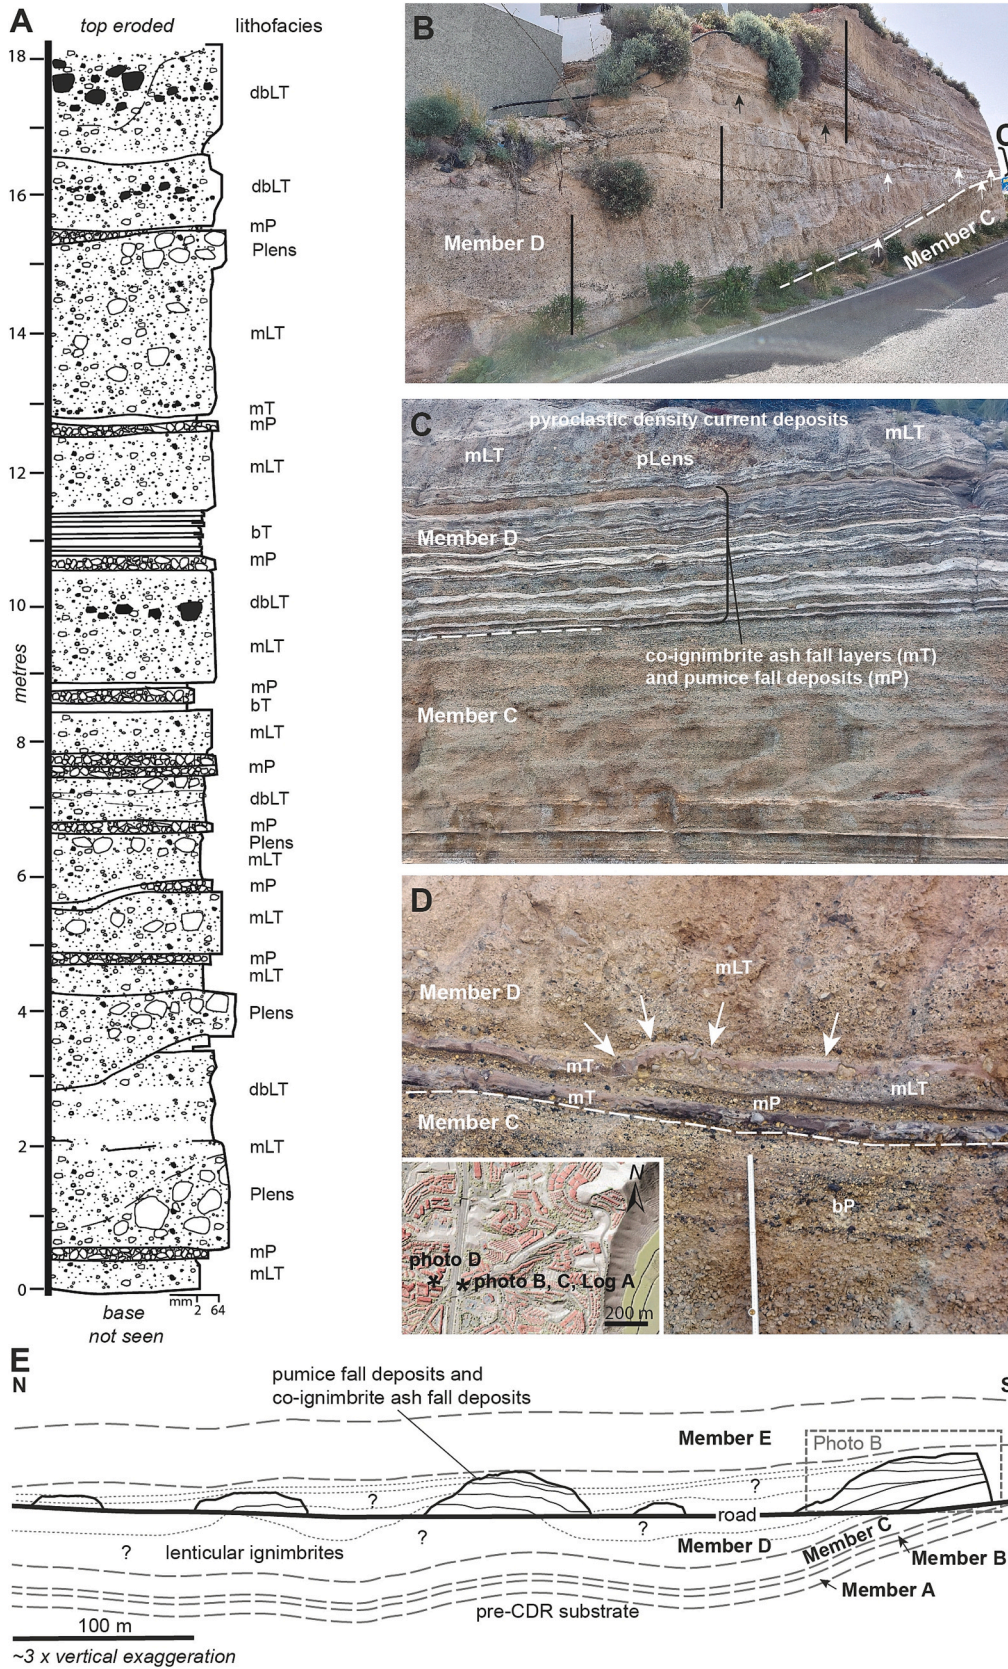 A
top eroded
lithofacies
18
dbLT
dbLT
16
mP
Plens
14
mLT
mT
mP
12
mLT
bT
mP
10
dbLT
mLT
metres
mP
bT
8
mLT
mP
dbLT
mP
Plens
6
mLT
mP
mLT
mP
mLT
4
Plens
dbLT
2
mLT
Plens
mP
0
mLT
mm 2 64
base
not seen
B
C
Member D
Member C
C
pyroclastic density current deposits
mLT
mLT
pLens
Member D
co-ignimbrite ash fall layers (mT)
and pumice fall deposits (mP)
Member C
D
mLT
Member D
mT
mLT
mT
mP
Member C
bP
N
photo D
photo B, C, Log A
200 m
E
N
S
pumice fall deposits and
co-ignimbrite ash fall deposits
Member E
Photo B
?
?
road
?
?
?
lenticular ignimbrites
Member D
Member C
Member B
Member A
pre-CDR substrate
100 m
~3 x vertical exaggeration